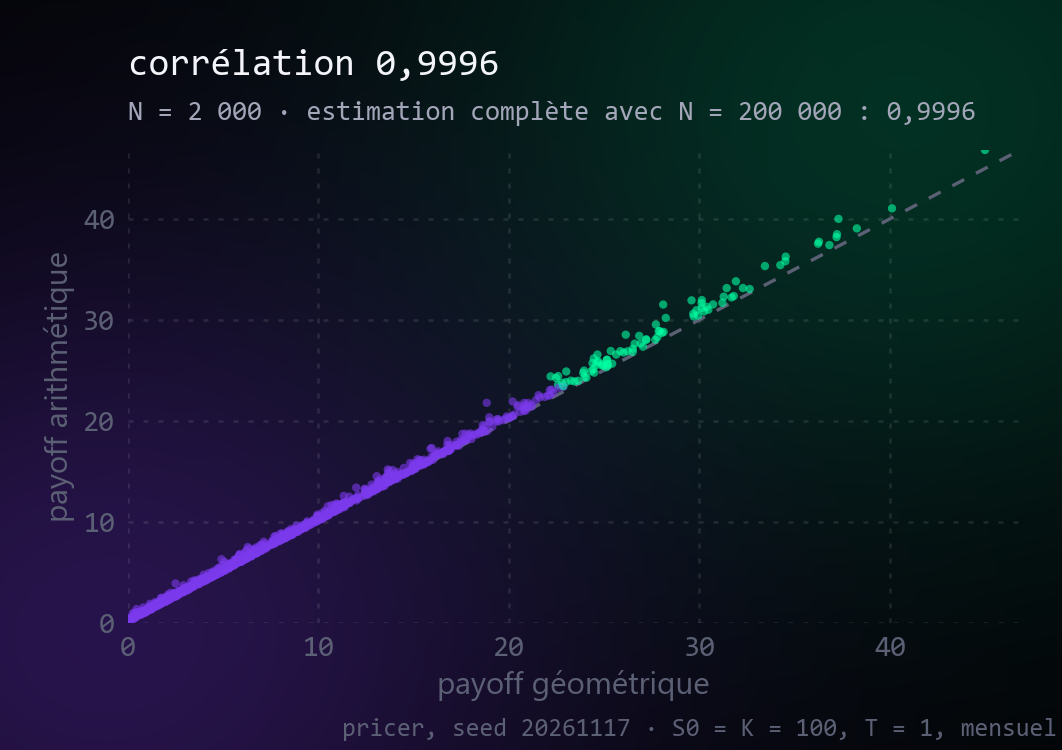 corrélation 0,9996
N = 2 000 · estimation complète avec N = 200 000 : 0,9996
payoff arithmétique
40
30
20
10
0
0 10 20 30 40
payoff géométrique
pricer, seed 20261117 · S0 = K = 100, T = 1, mensuel